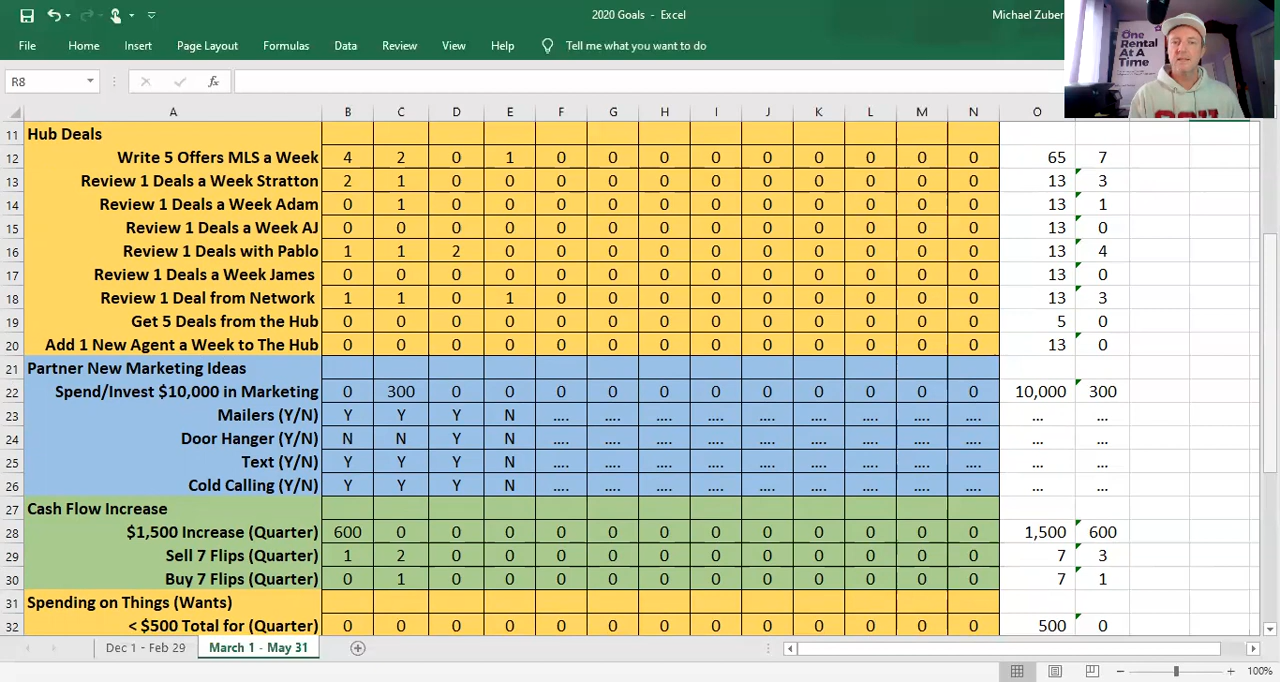 2020 Goals - Excel
Michael Zuber
File Home Insert Page Layout Formulas Data Review View Help Tell me what you want to do
One
Rental
At A
Time
R8 fx
A B C D E F G H I J K L M N O
11 Hub Deals
12 Write 5 Offers MLS a Week 4 2 0 1 0 0 0 0 0 0 0 0 0 65 7
13 Review 1 Deals a Week Stratton 2 1 0 0 0 0 0 0 0 0 0 0 0 13 3
14 Review 1 Deals a Week Adam 0 1 0 0 0 0 0 0 0 0 0 0 0 13 1
15 Review 1 Deals a Week AJ 0 0 0 0 0 0 0 0 0 0 0 0 0 13 0
16 Review 1 Deals with Pablo 1 1 2 0 0 0 0 0 0 0 0 0 0 13 4
17 Review 1 Deals a Week James 0 0 0 0 0 0 0 0 0 0 0 0 0 13 0
18 Review 1 Deal from Network 1 1 0 1 0 0 0 0 0 0 0 0 0 13 3
19 Get 5 Deals from the Hub 0 0 0 0 0 0 0 0 0 0 0 0 0 5 0
20 Add 1 New Agent a Week to The Hub 0 0 0 0 0 0 0 0 0 0 0 0 0 13 0
21 Partner New Marketing Ideas
22 Spend/Invest $10,000 in Marketing 0 300 0 0 0 0 0 0 0 0 0 0 0 10,000 300
23 Mailers (Y/N) Y Y Y N .... .... .... .... .... .... .... .... .... ... ...
24 Door Hanger (Y/N) N N Y N .... .... .... .... .... .... .... .... .... ... ...
25 Text (Y/N) Y Y Y N .... .... .... .... .... .... .... .... .... ... ...
26 Cold Calling (Y/N) Y Y Y N .... .... .... .... .... .... .... .... .... ... ...
27 Cash Flow Increase
28 $1,500 Increase (Quarter) 600 0 0 0 0 0 0 0 0 0 0 0 0 1,500 600
29 Sell 7 Flips (Quarter) 1 2 0 0 0 0 0 0 0 0 0 0 0 7 3
30 Buy 7 Flips (Quarter) 0 1 0 0 0 0 0 0 0 0 0 0 0 7 1
31 Spending on Things (Wants)
32 < $500 Total for (Quarter) 0 0 0 0 0 0 0 0 0 0 0 0 0 500 0
Dec 1 - Feb 29 March 1 - May 31
100%